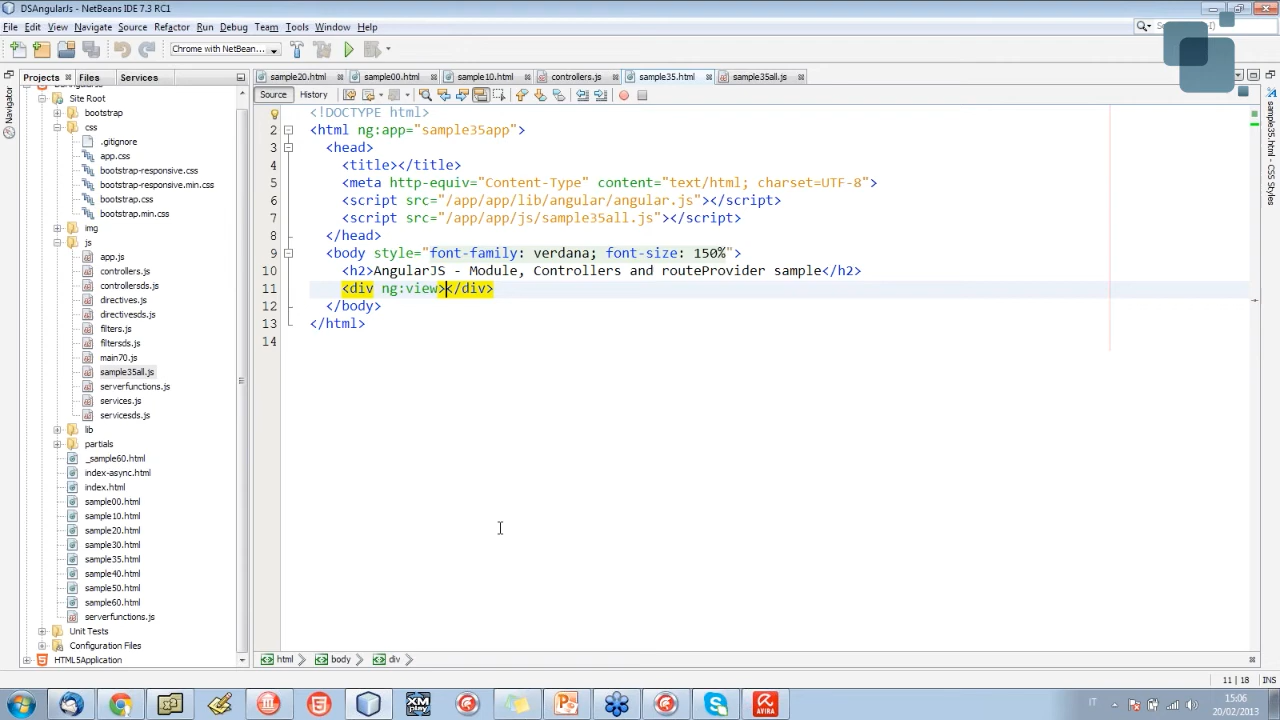 DSAngularJs - NetBeans IDE 7.3 RC1
File Edit View Navigate Source Refactor Run Debug Team Tools Window Help
Chrome with NetBean...
Projects Files Services
sample20.html sample00.html sample10.html controllers.js sample35.html sample35all.js
Source History
Navigator
Site Root
bootstrap
css
.gitignore
app.css
bootstrap-responsive.css
bootstrap-responsive.min.css
bootstrap.css
bootstrap.min.css
img
js
app.js
controllers.js
controllersds.js
directives.js
directivesds.js
filters.js
filtersds.js
main70.js
sample35all.js
serverfunctions.js
services.js
servicesds.js
lib
partials
_sample60.html
index-async.html
index.html
sample00.html
sample10.html
sample20.html
sample30.html
sample35.html
sample40.html
sample50.html
sample60.html
serverfunctions.js
Unit Tests
Configuration Files
HTML5Application
<!DOCTYPE html>
2 <html ng:app="sample35app">
3 <head>
4 <title></title>
5 <meta http-equiv="Content-Type" content="text/html; charset=UTF-8">
6 <script src="/app/app/lib/angular/angular.js"></script>
7 <script src="/app/app/js/sample35all.js"></script>
8 </head>
9 <body style="font-family: verdana; font-size: 150%">
10 <h2>AngularJS - Module, Controllers and routeProvider sample</h2>
11 <div ng:view></div>
12 </body>
13 </html>
14
sample35.html - CSS Styles
html body div
11 | 18 INS
XM play
AVIRA
IT
15:06
20/02/2013